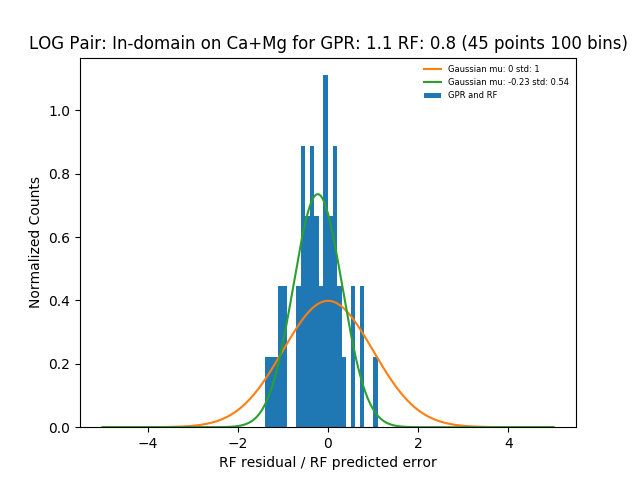 LOG Pair: In-domain on Ca+Mg for GPR: 1.1 RF: 0.8 (45 points 100 bins)
Gaussian mu: 0 std: 1
Gaussian mu: -0.23 std: 0.54
GPR and RF
Normalized Counts
1.0
0.8
0.6
0.4
0.2
0.0
−4
−2
0
2
4
RF residual / RF predicted error